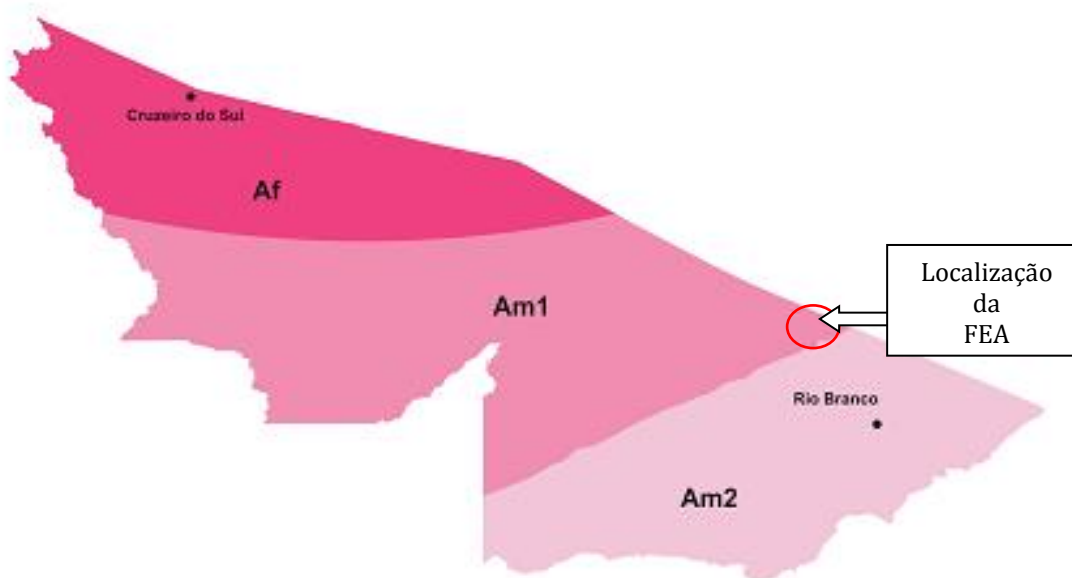 Cruzeiro do Sul
Af
Am1
Localização
da
FEA
Rio Branco
Am2